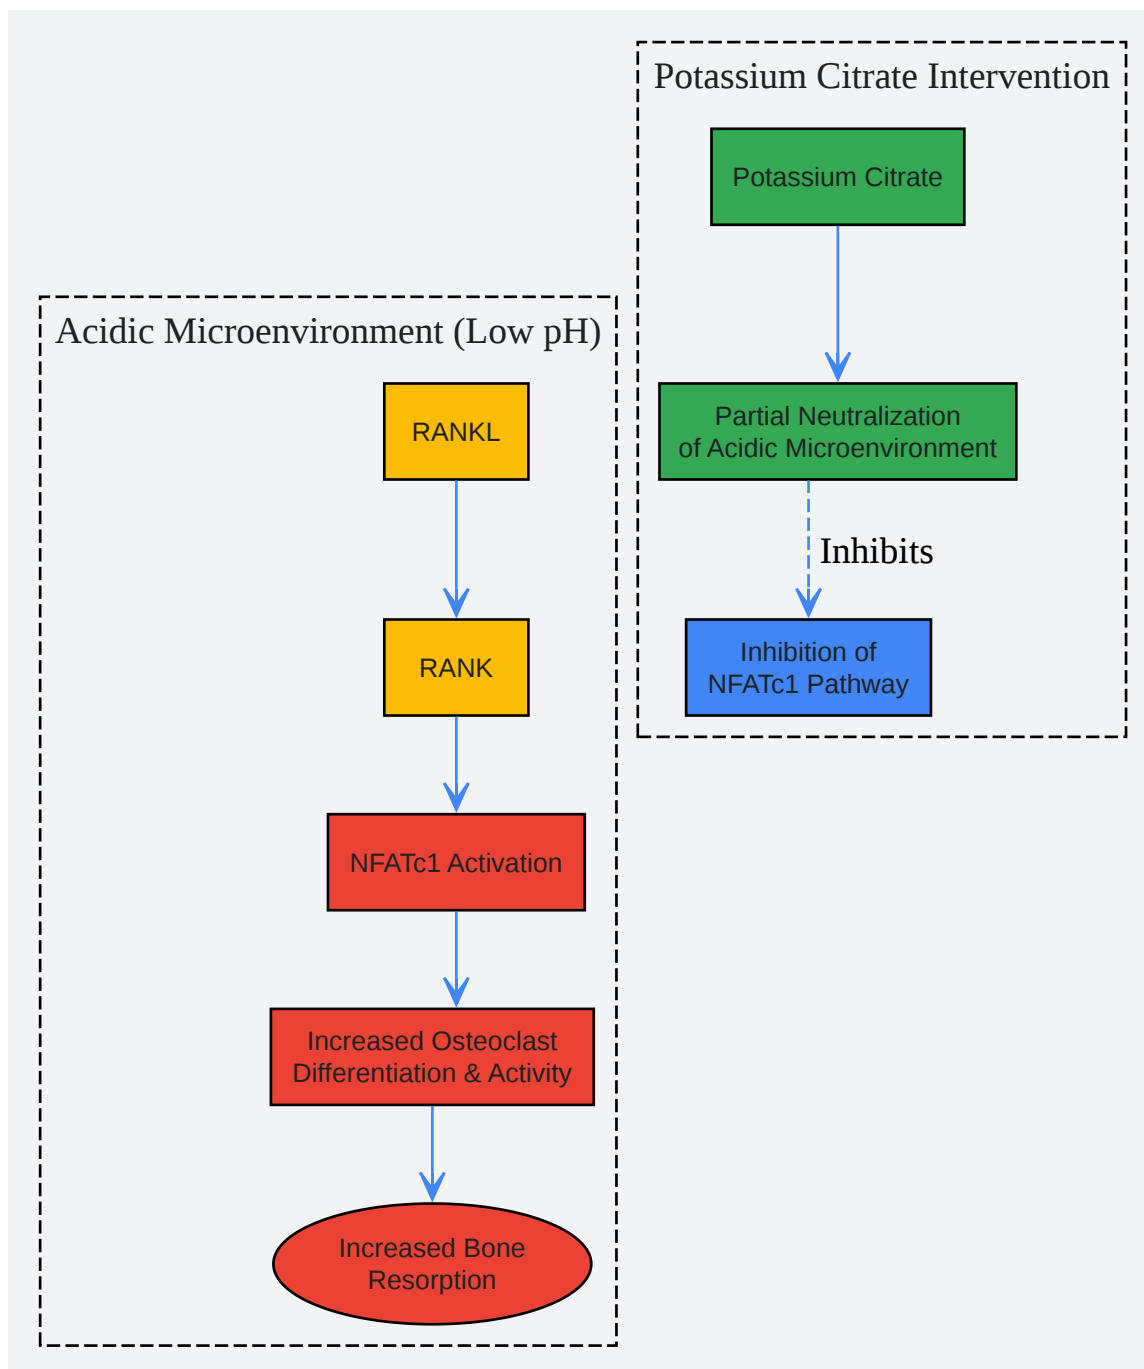 Potassium Citrate Intervention
Potassium Citrate
Partial Neutralization
of Acidic Microenvironment
Inhibits
Inhibition of
NFATc1 Pathway
Acidic Microenvironment (Low pH)
RANKL
RANK
NFATc1 Activation
Increased Osteoclast
Differentiation & Activity
Increased Bone
Resorption